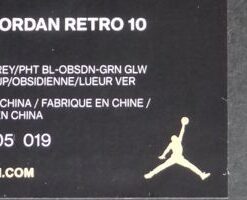 ORDAN RETRO 10
REY/PHT BL-OBSDN-GRN GLW
UP/OBSIDIENNE/LUEUR VER
CHINA / FABRIQUE EN CHINE /
EN CHINA
05 019
.COM